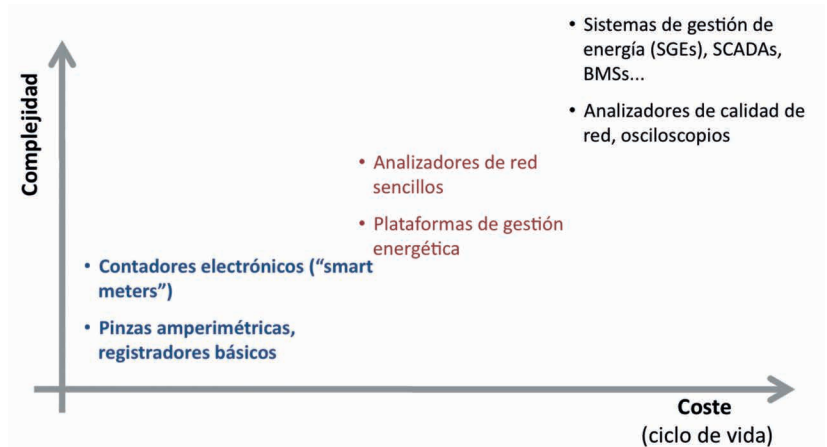 • Sistemas de gestión de
energía (SGEs), SCADAs,
BMSs...
• Analizadores de calidad de
red, osciloscopios
Complejidad
• Analizadores de red
sencillos
• Plataformas de gestión
energética
• Contadores electrónicos (“smart
meters”)
• Pinzas amperimétricas,
registradores básicos
Coste
(ciclo de vida)